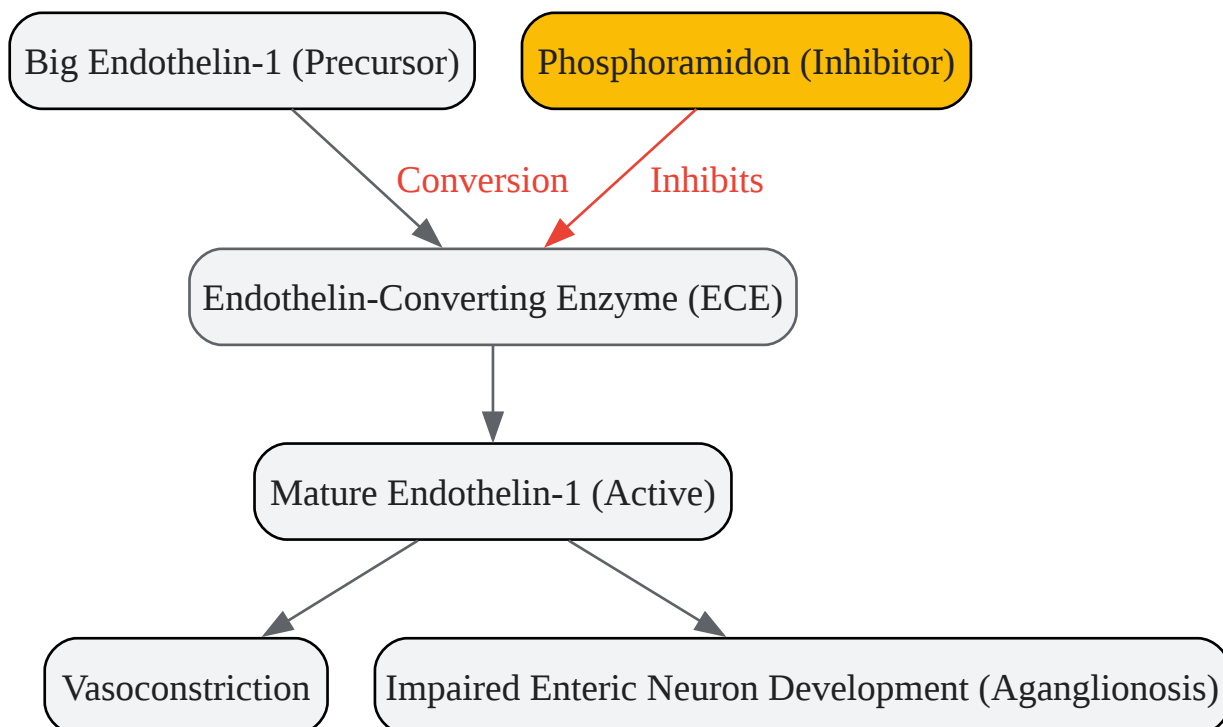 Big Endothelin-1 (Precursor)
Phosphoramidon (Inhibitor)
Conversion
Inhibits
Endothelin-Converting Enzyme (ECE)
Mature Endothelin-1 (Active)
Vasoconstriction
Impaired Enteric Neuron Development (Aganglionosis)